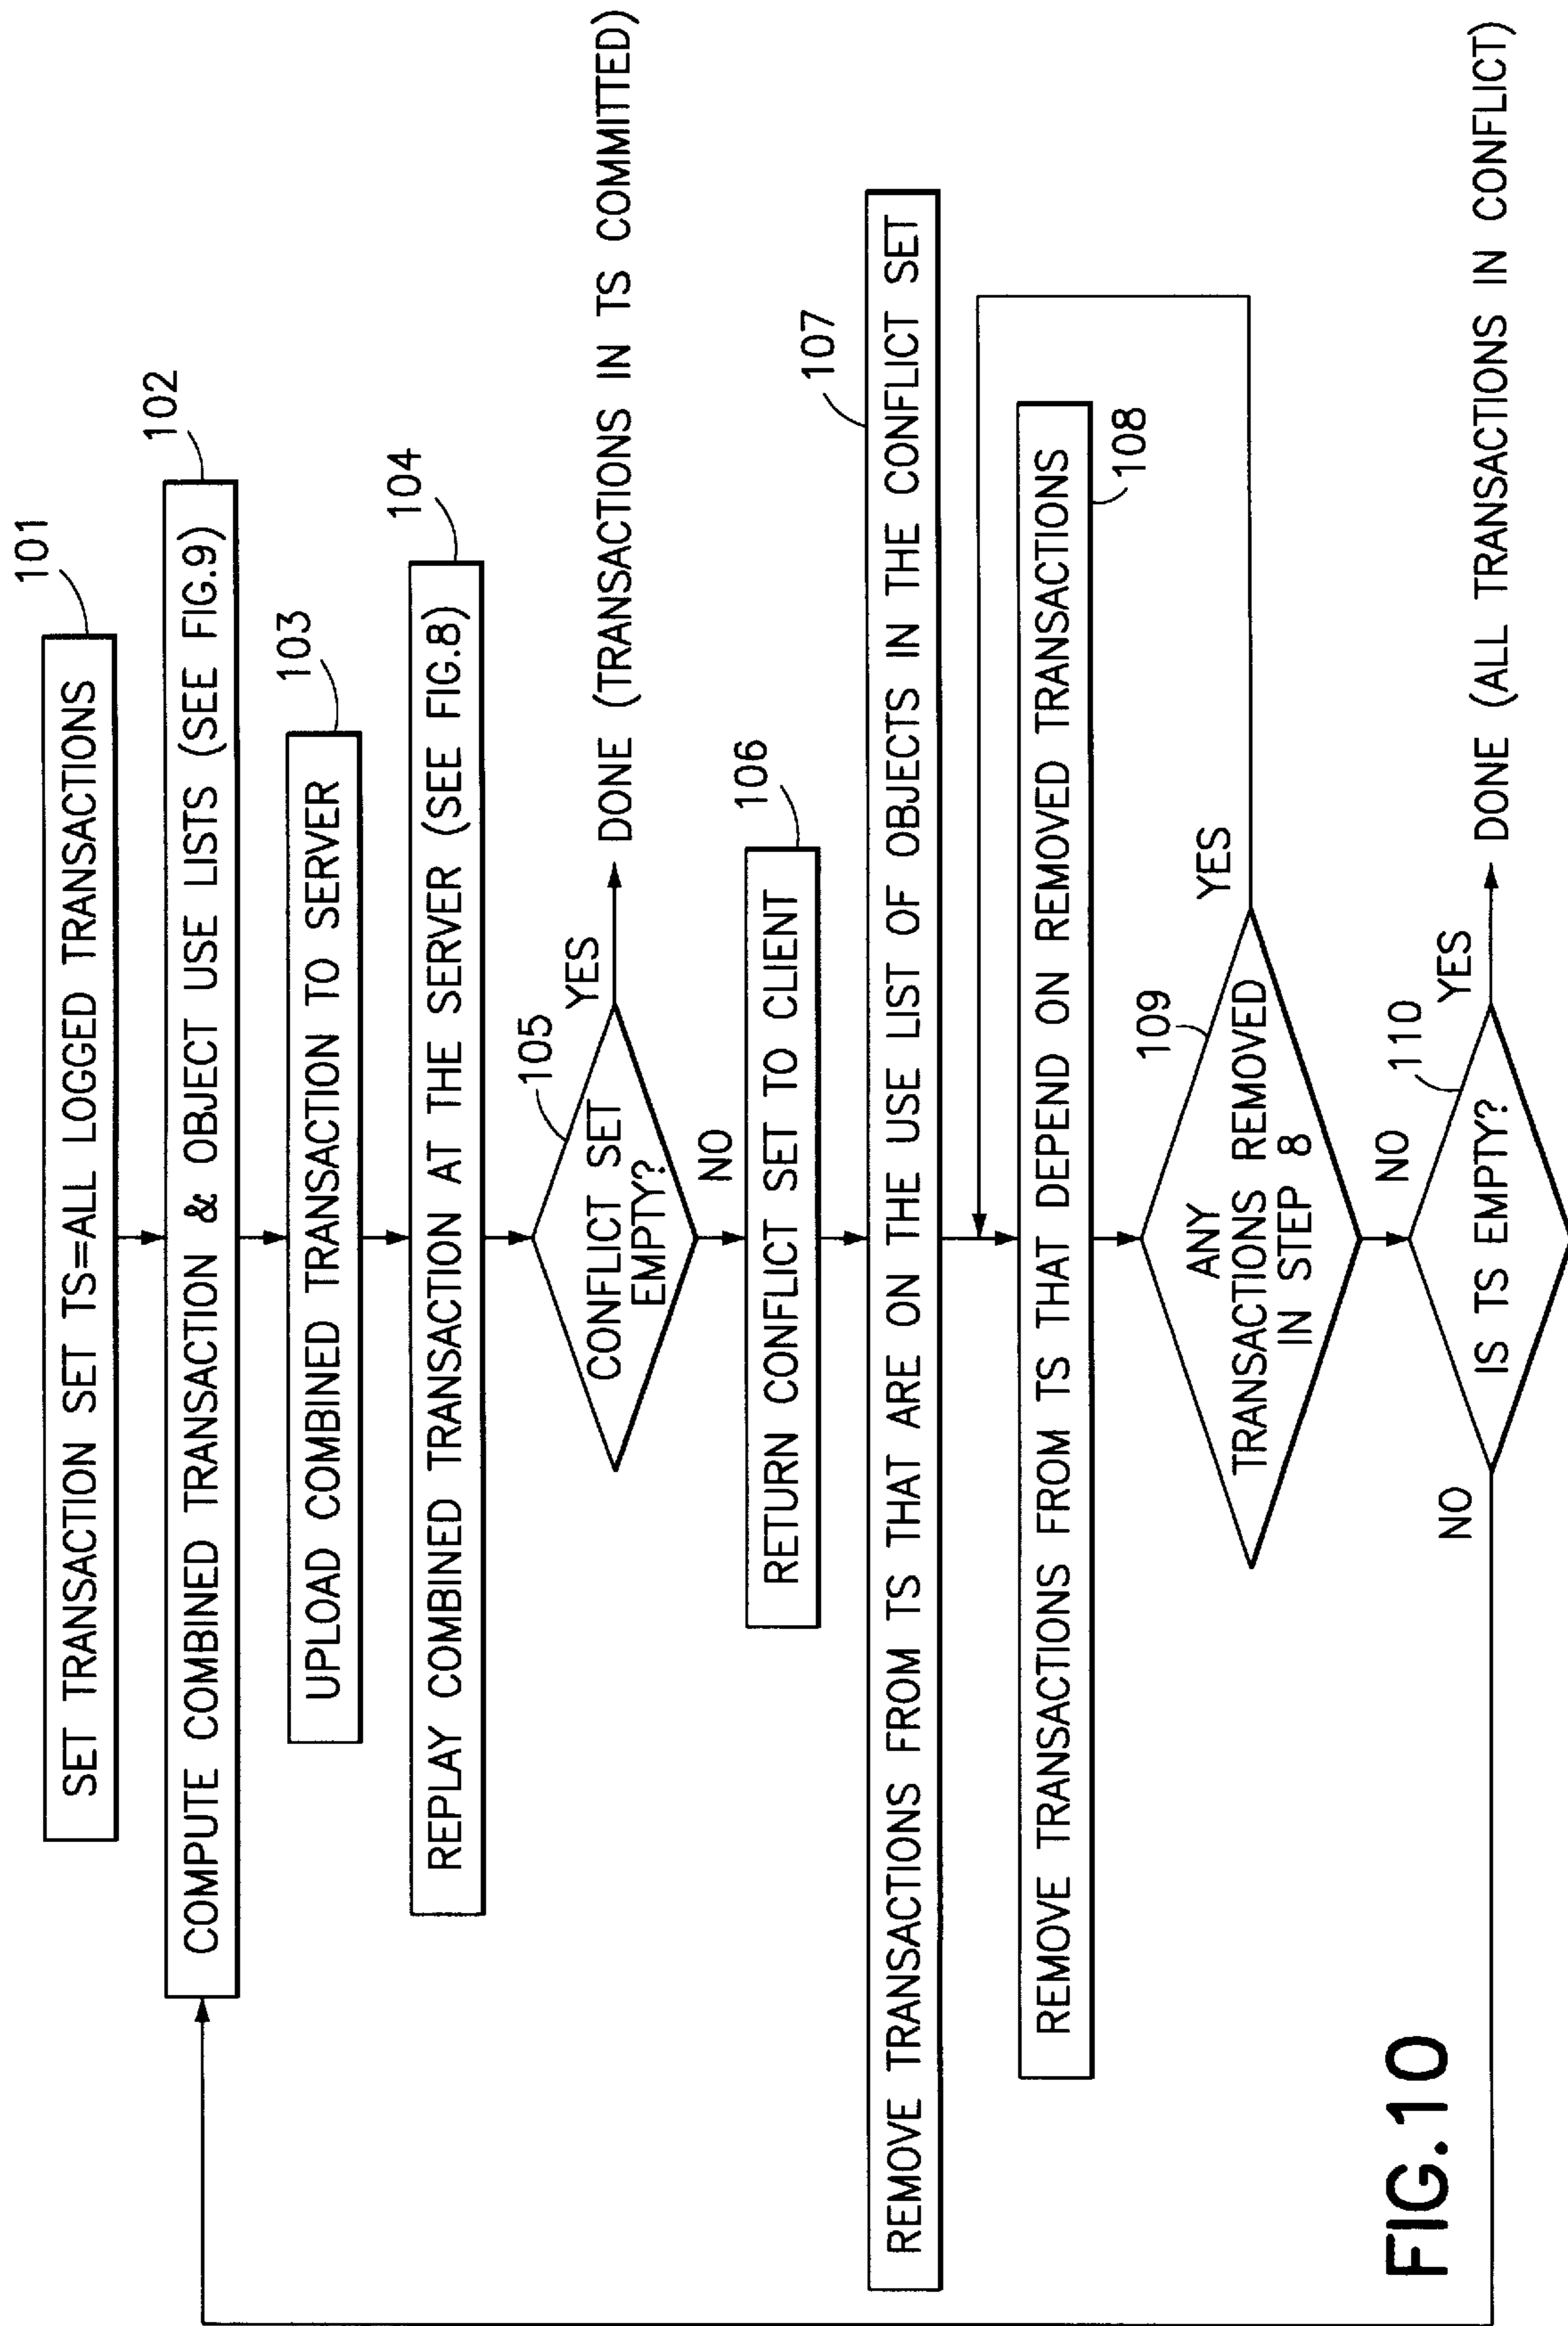 101
SET TRANSACTION SET TS=ALL LOGGED TRANSACTIONS
102
COMPUTE COMBINED TRANSACTION & OBJECT USE LISTS (SEE FIG.9)
103
UPLOAD COMBINED TRANSACTION TO SERVER
104
REPLAY COMBINED TRANSACTION AT THE SERVER (SEE FIG.8)
105
CONFLICT SET
EMPTY?
YES
DONE (TRANSACTIONS IN TS COMMITTED)
NO
106
RETURN CONFLICT SET TO CLIENT
107
REMOVE TRANSACTIONS FROM TS THAT ARE ON THE USE LIST OF OBJECTS IN THE CONFLICT SET
REMOVE TRANSACTIONS FROM TS THAT DEPEND ON REMOVED TRANSACTIONS
108
109
ANY
TRANSACTIONS REMOVED
IN STEP 8
YES
NO
110
IS TS EMPTY?
YES
DONE (ALL TRANSACTIONS IN CONFLICT)
NO
FIG.10